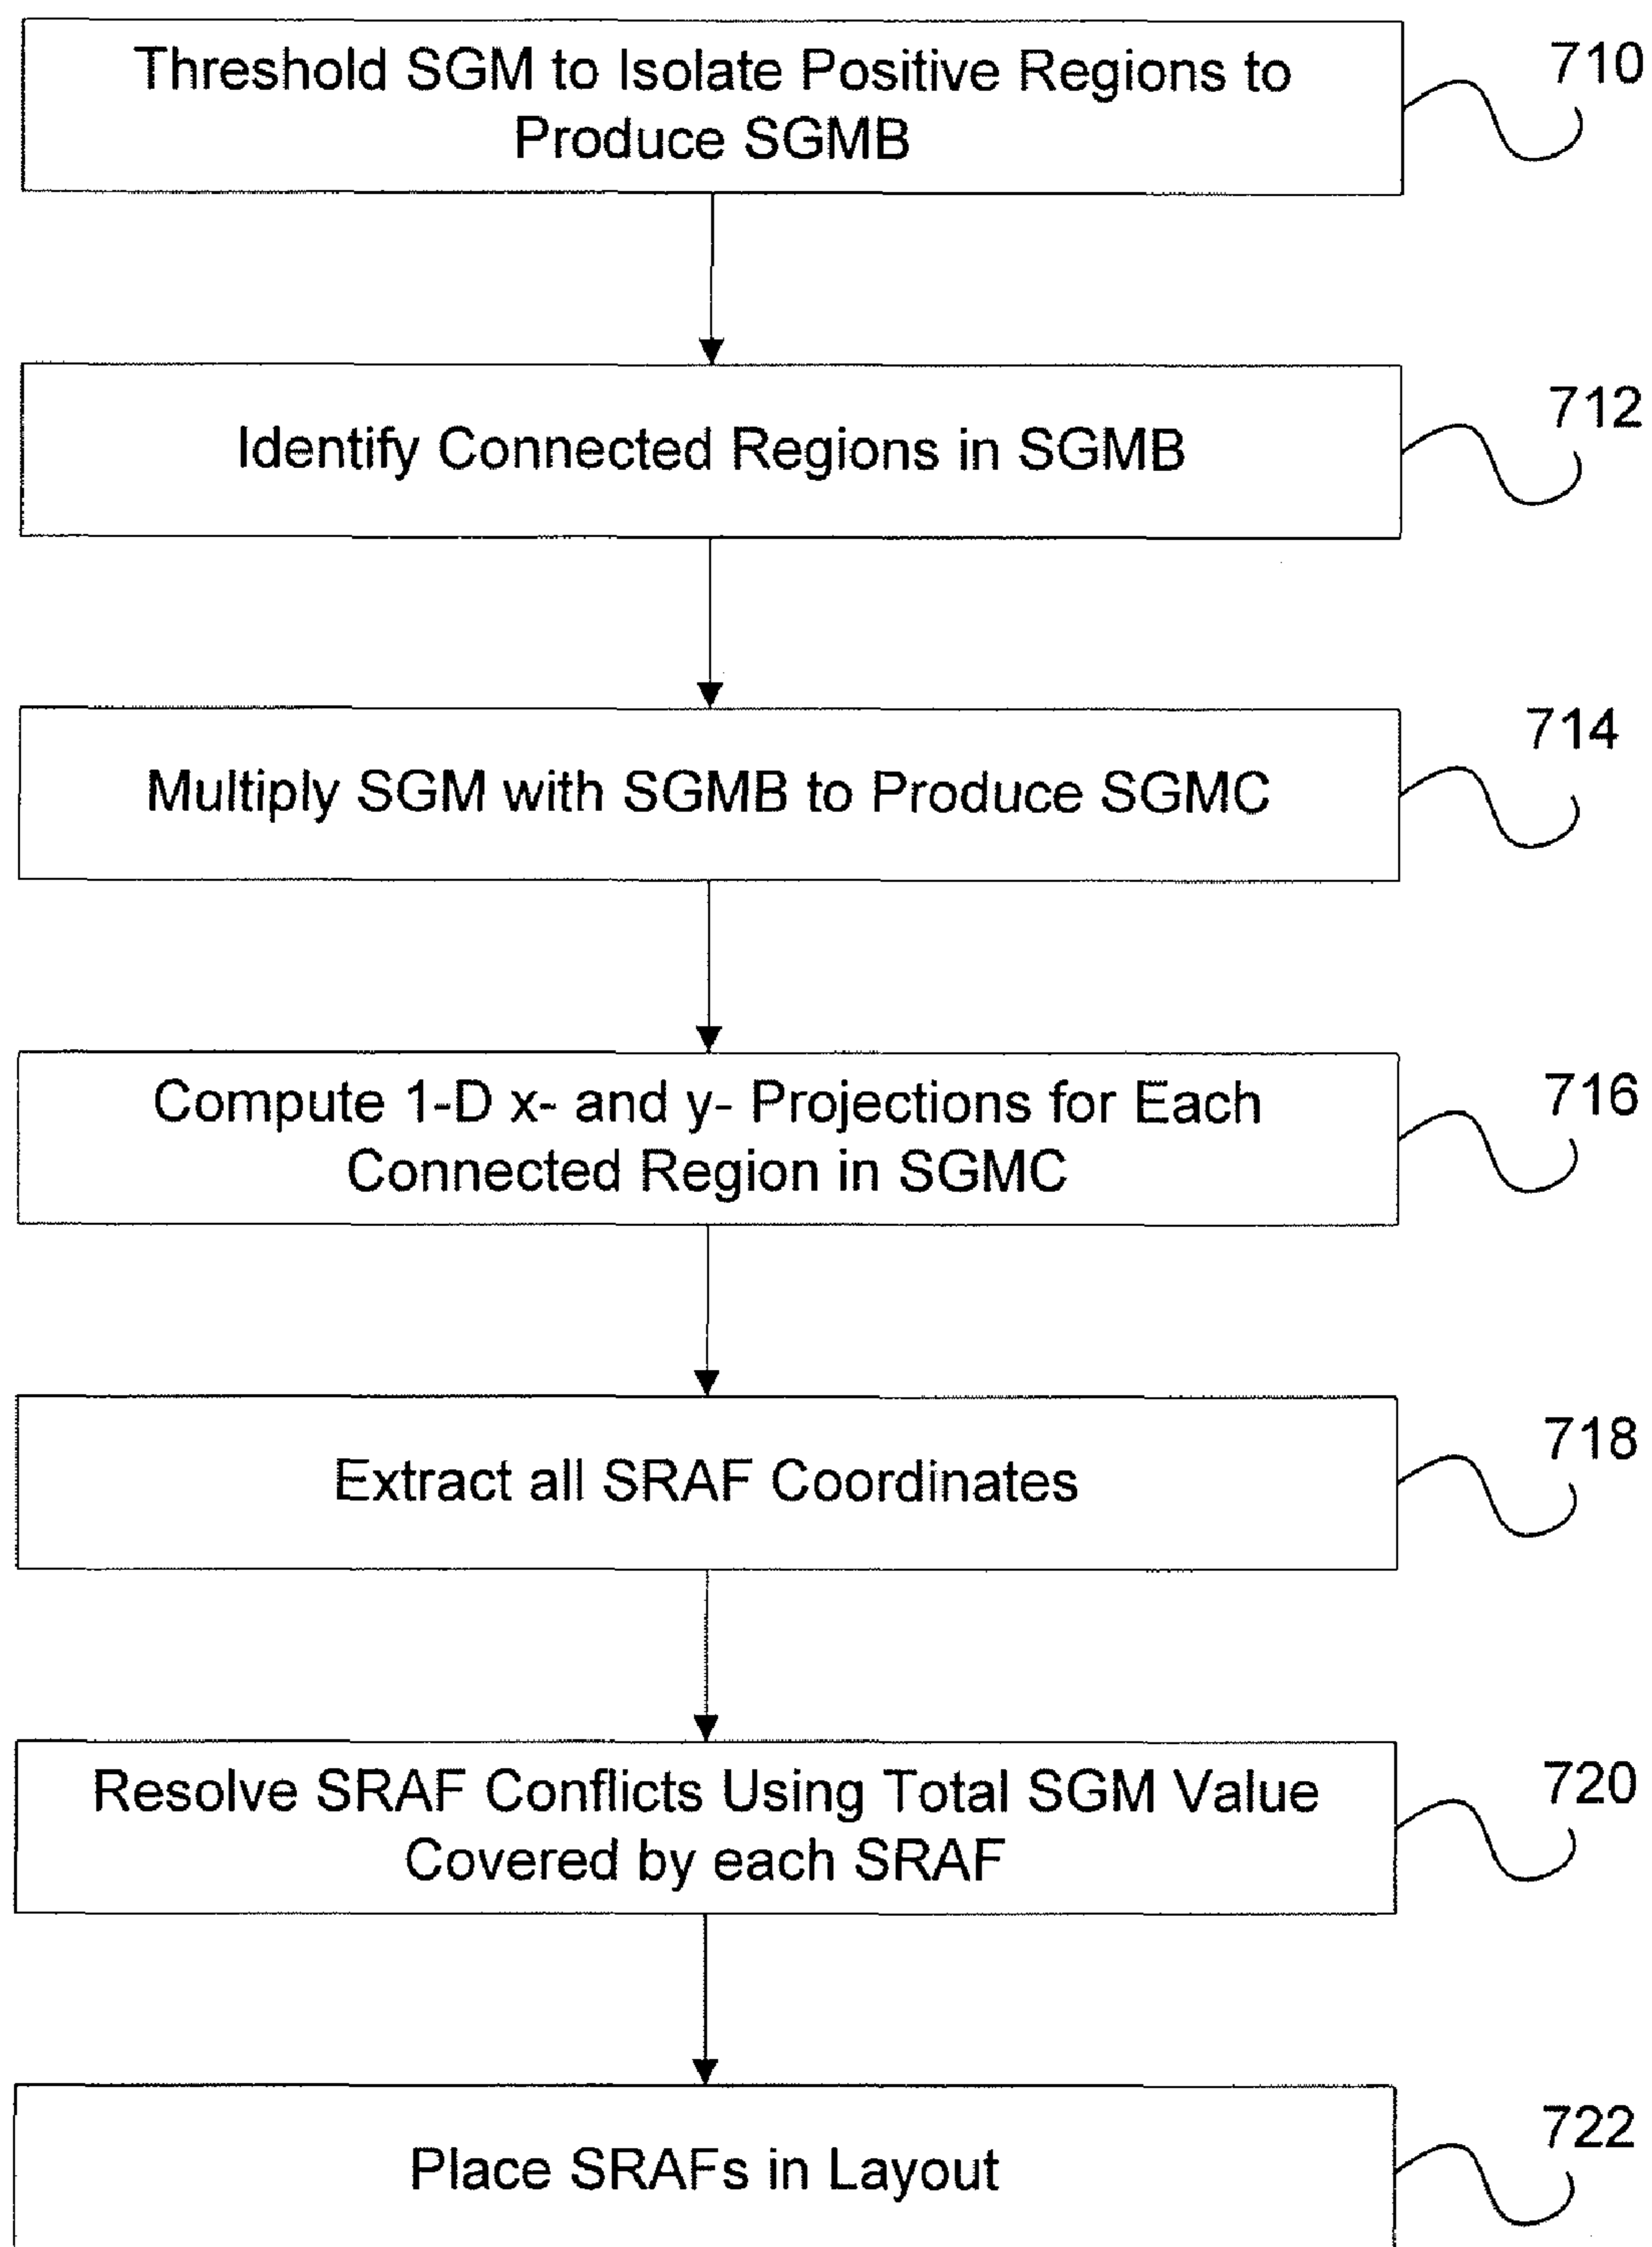 Threshold SGM to Isolate Positive Regions to
Produce SGMB
710
Identify Connected Regions in SGMB
712
Multiply SGM with SGMB to Produce SGMC
714
Compute 1-D x- and y- Projections for Each
Connected Region in SGMC
716
Extract all SRAF Coordinates
718
Resolve SRAF Conflicts Using Total SGM Value
Covered by each SRAF
720
Place SRAFs in Layout
722